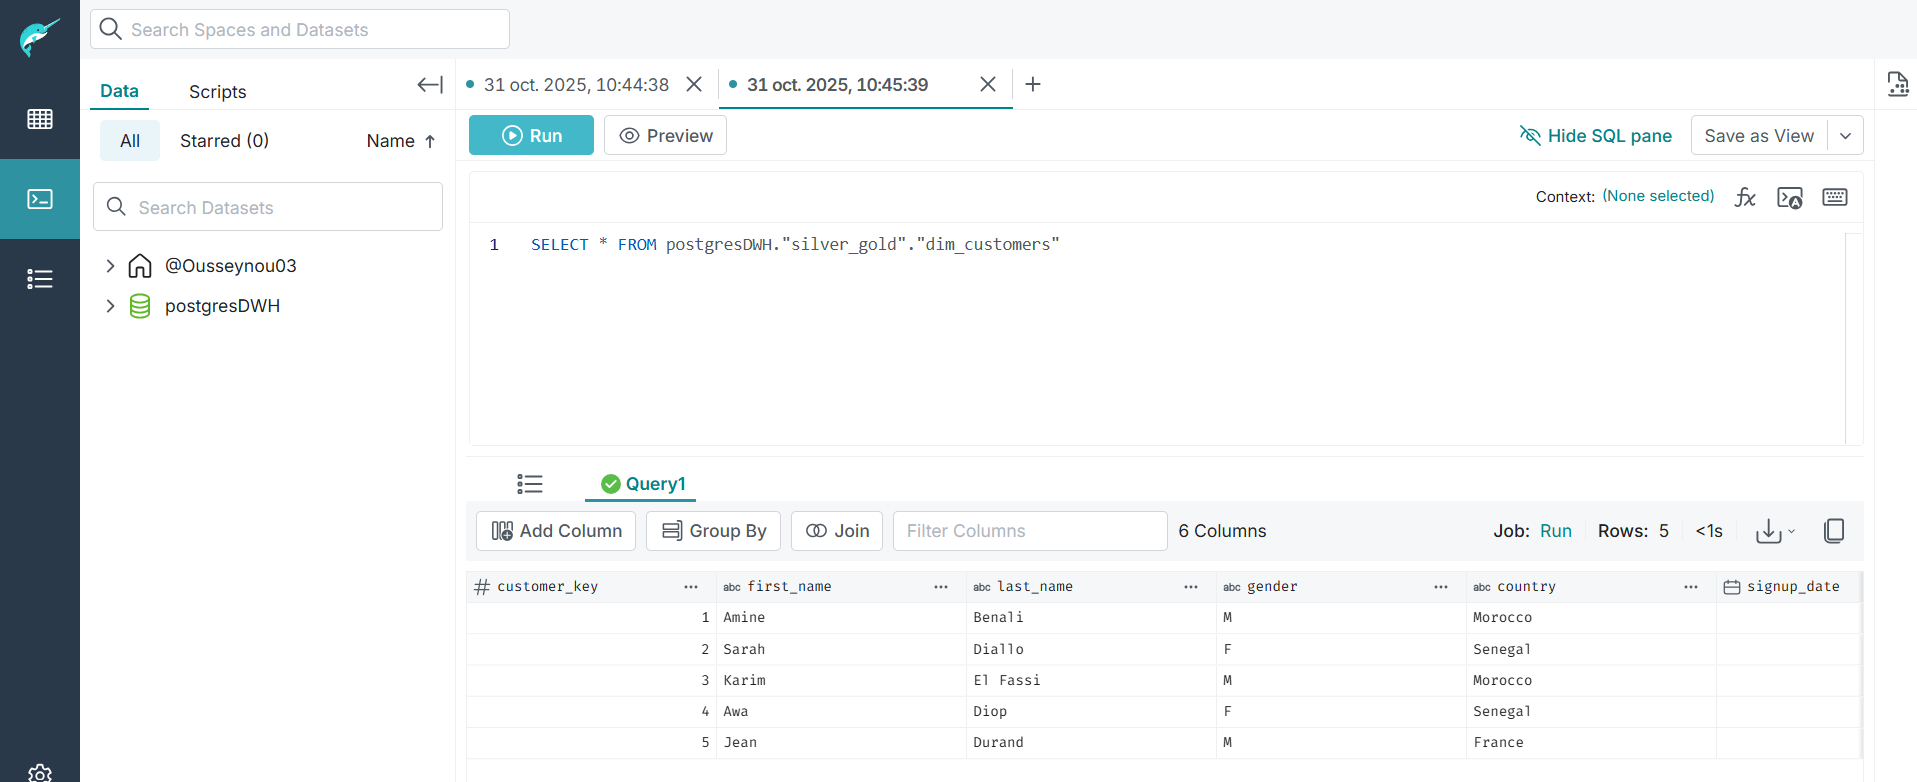 Search Spaces and Datasets
Data Scripts
31 oct. 2025, 10:44:38 31 oct. 2025, 10:45:39
All Starred (0) Name
Run Preview Hide SQL pane Save as View
Search Datasets
Context: (None selected)
1 SELECT * FROM postgresDWH."silver_gold"."dim_customers"
@Ousseynou03
postgresDWH
Query1
Add Column Group By Join Filter Columns 6 Columns Job: Run Rows: 5 <1s
# customer_key abc first_name abc last_name abc gender abc country signup_date
1 Amine Benali M Morocco
2 Sarah Diallo F Senegal
3 Karim El Fassi M Morocco
4 Awa Diop F Senegal
5 Jean Durand M France